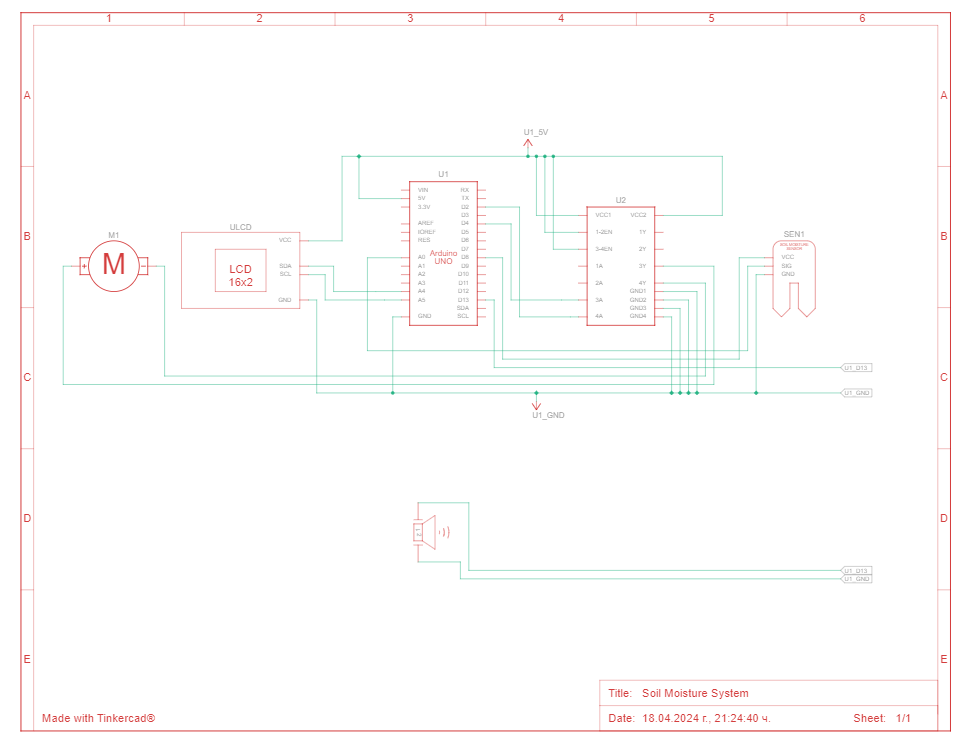 1 2 3 4 5 6
A A
U1_5V
U1
U2
B B
M1
M
+ -
ULCD
VCC
SDA
SCL
GND
LCD
16x2
VIN
5V
3.3V
AREF
IOREF
RES
A0
A1
A2
A3
A4
A5
GND
Arduino
UNO
RX
TX
D2
D3
D4
D5
D6
D7
D8
D9
D10
D11
D12
D13
SDA
SCL
VCC1
1-2EN
3-4EN
1A
2A
3A
4A
VCC2
1Y
2Y
3Y
4Y
GND1
GND2
GND3
GND4
SEN1
SOIL MOISTURE
SENSOR
VCC
SIG
GND
C C
U1_D13
U1_GND
U1_GND
D D
U1_D13
U1_GND
E E
Title: Soil Moisture System
Made with Tinkercad®
Date: 18.04.2024 г., 21:24:40 ч. Sheet: 1/1